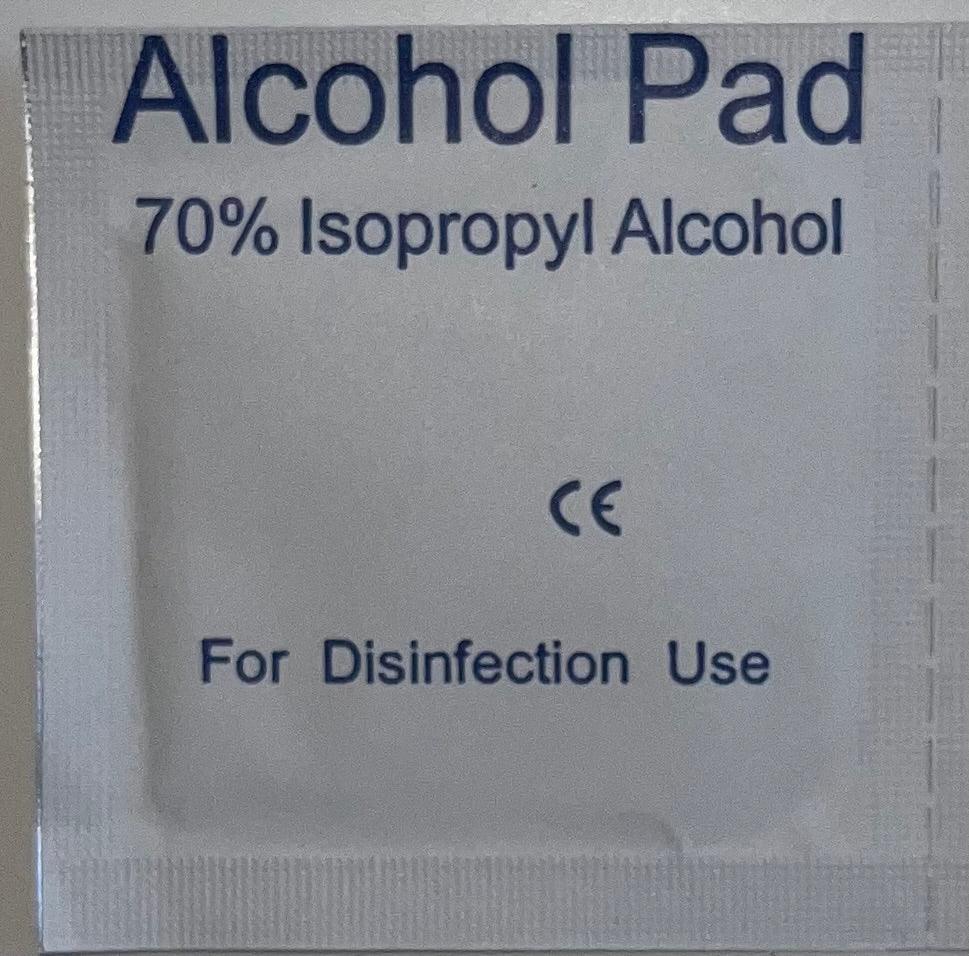 Alcohol Pad
70% Isopropyl Alcohol
CE
For Disinfection Use